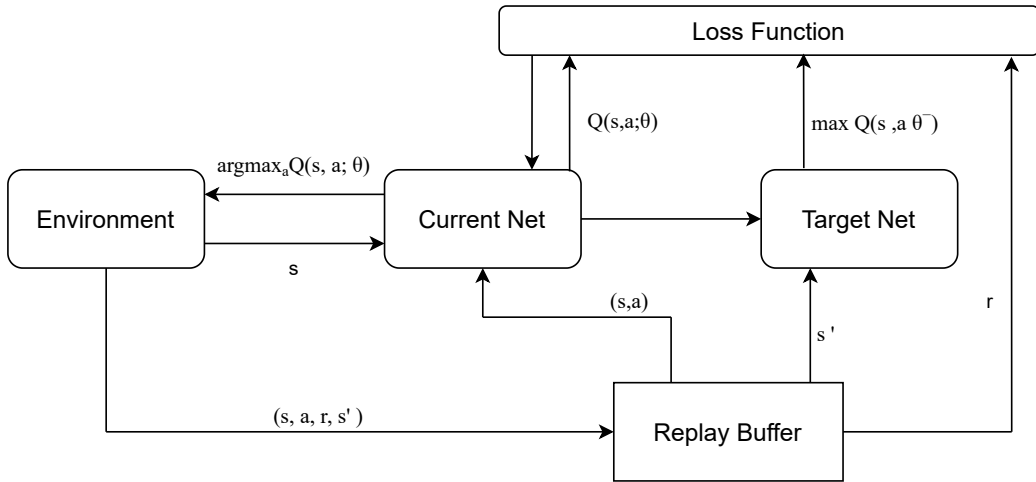 Loss Function
Q(s,a;θ)
max Q(s ,a θ⁻)
argmaxₐQ(s, a; θ)
Environment
Current Net
Target Net
s
(s,a)
r
s '
(s, a, r, s' )
Replay Buffer